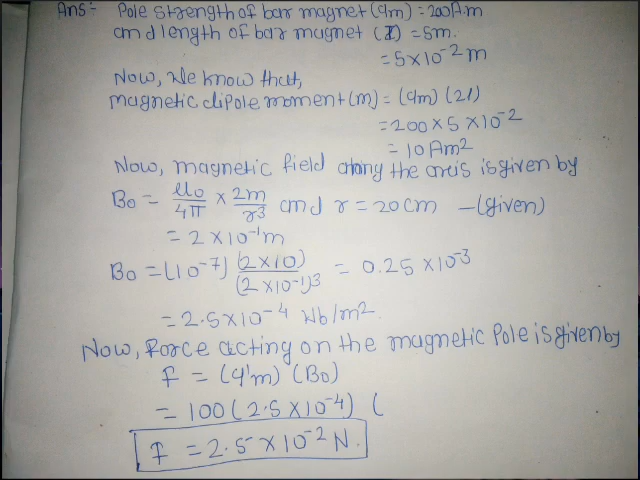 Ans:- Pole strength of bar magnet (qm) = 200 A.m
and length of bar magnet (l) = 5m.
= 5×10⁻² m
Now, We know that,
magnetic dipole moment (m) = (qm) (2l)
= 200 × 5 × 10⁻²
= 10 Am²
Now, magnetic field along the axis is given by
B₀ = μ₀/4π × 2m/r³ and r = 20cm - (given)
= 2 × 10⁻¹m
B₀ = (10⁻⁷) (2×10)/(2×10⁻¹)³ = 0.25 × 10⁻³
= 2.5×10⁻⁴ Wb/m².
Now, Force acting on the magnetic Pole is given by
F = (q'm) (B₀)
= 100 (2.5 × 10⁻⁴) (
F = 2.5 × 10⁻² N.